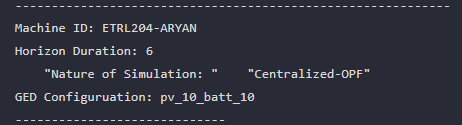 ------------------------------------------------------------
Machine ID: ETRL204-ARYAN
Horizon Duration: 6
    "Nature of Simulation: "    "Centralized-OPF"
GED Configuruation: pv_10_batt_10
-----------------------------